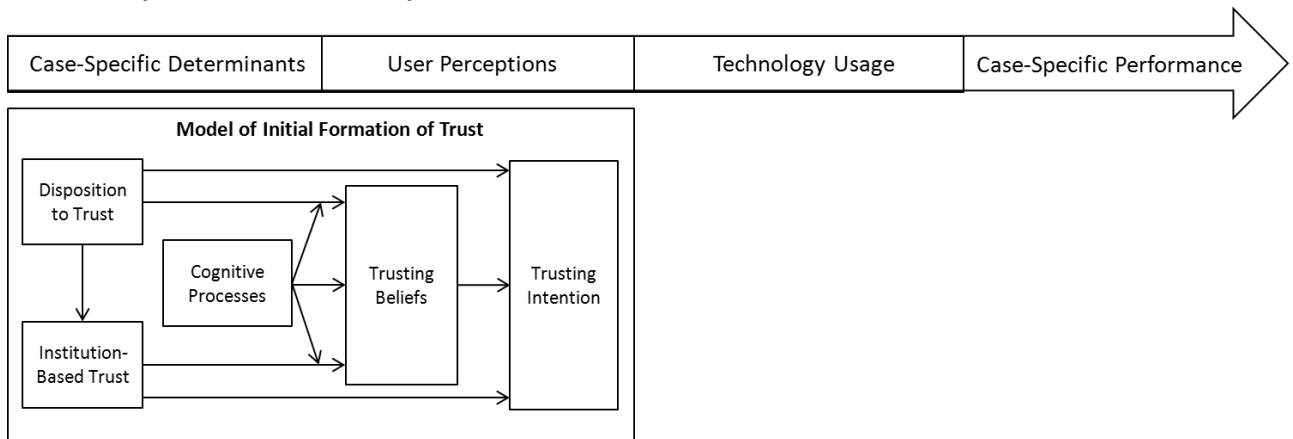 Case-Specific Determinants
User Perceptions
Technology Usage
Case-Specific Performance
Model of Initial Formation of Trust
Disposition
to Trust
Cognitive
Processes
Trusting
Beliefs
Trusting
Intention
Institution-
Based Trust